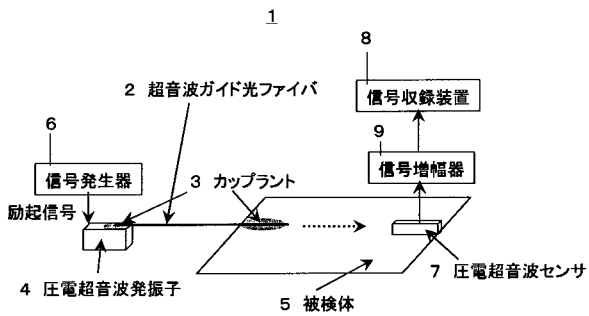 1
8
信号収録装置
2 超音波ガイド光ファイバ
9
信号増幅器
6
信号発生器
3 カップラント
励起信号
7 圧電超音波センサ
4 圧電超音波発振子
5 被検体